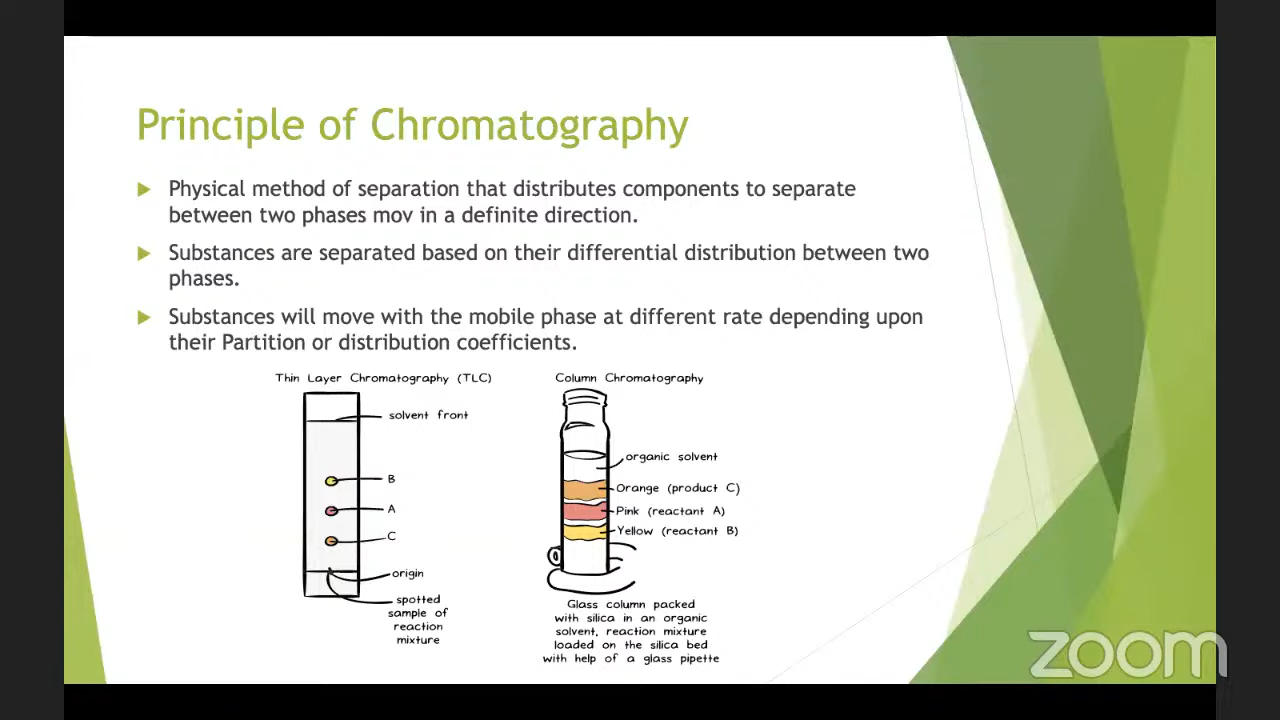 Principle of Chromatography
Physical method of separation that distributes components to separate
between two phases mov in a definite direction.
Substances are separated based on their differential distribution between two
phases.
Substances will move with the mobile phase at different rate depending upon
their Partition or distribution coefficients.
Thin Layer Chromatography (TLC)
solvent front
B
A
C
origin
spotted
sample of
reaction
mixture
Column Chromatography
organic solvent
Orange (product C)
Pink (reactant A)
Yellow (reactant B)
Glass column packed
with silica in an organic
solvent, reaction mixture
loaded on the silica bed
with help of a glass pipette
zoom